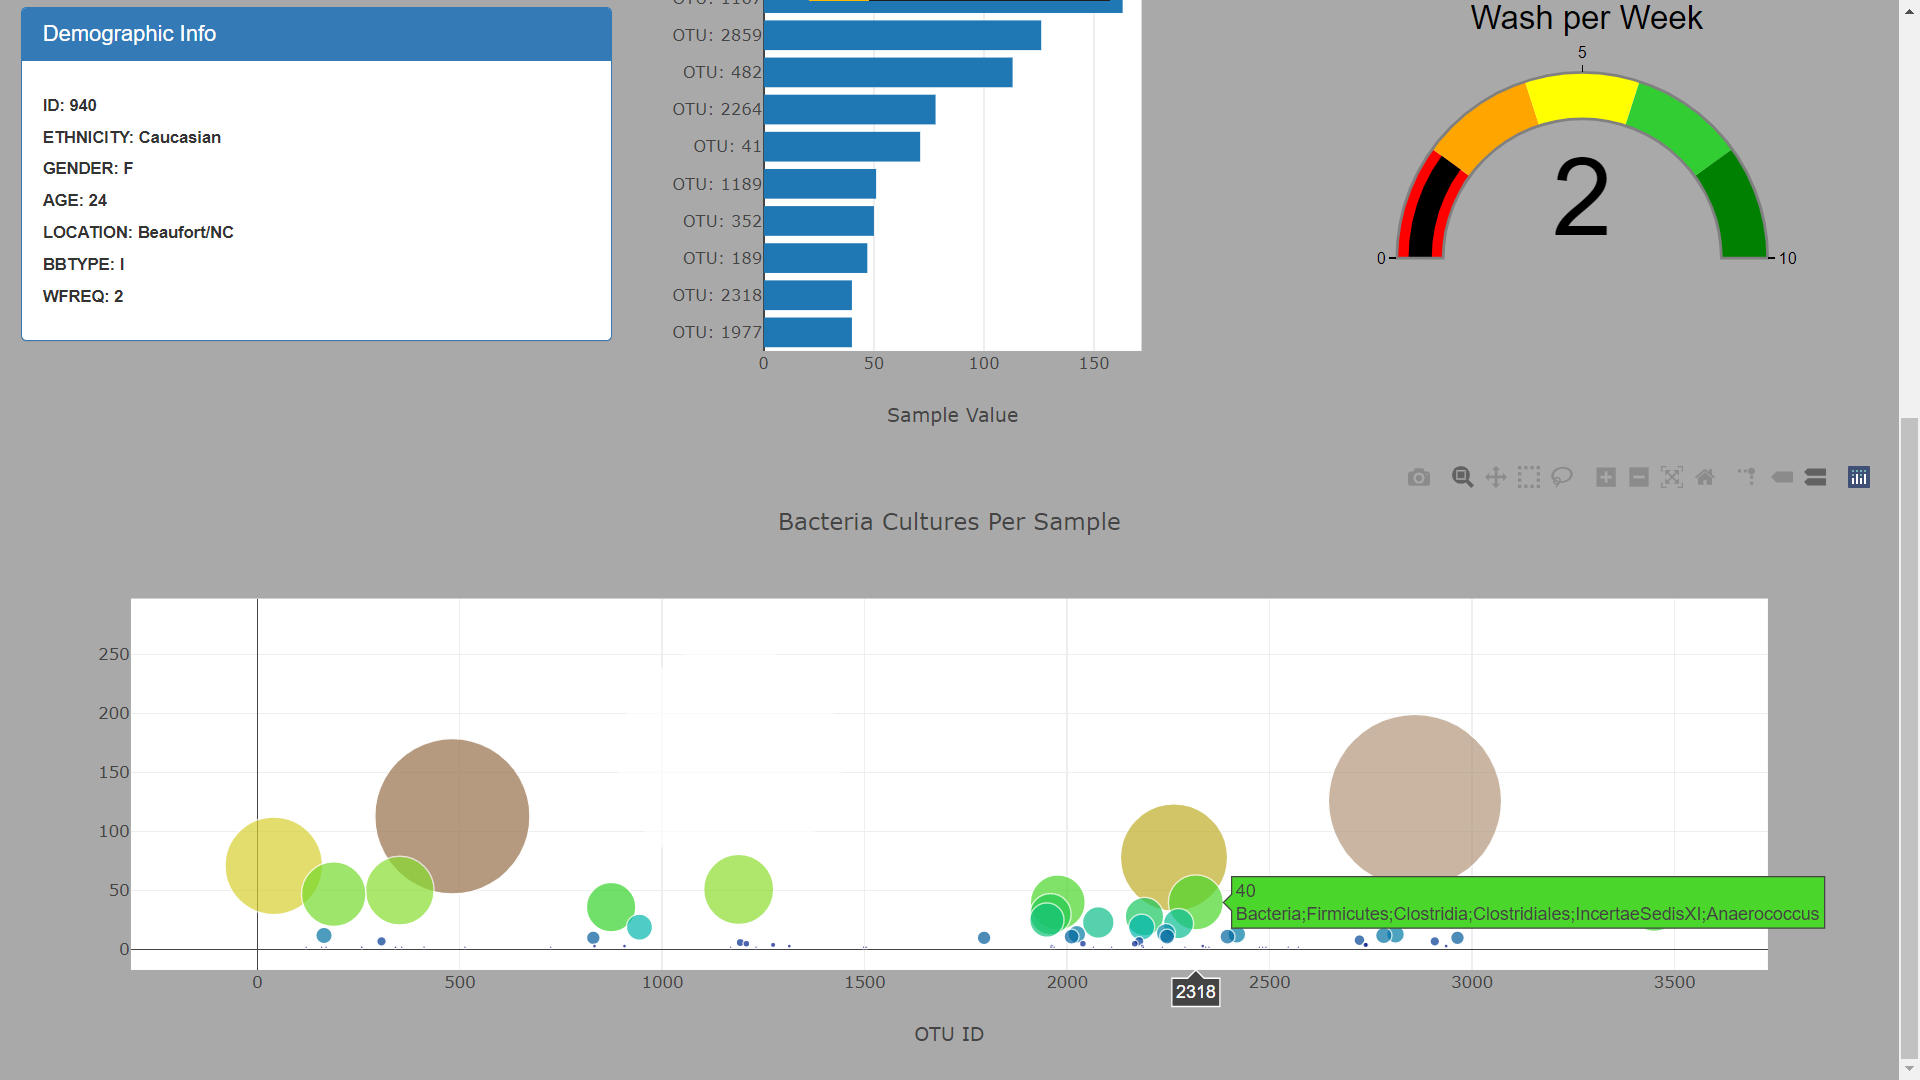 Demographic Info
ID: 940
ETHNICITY: Caucasian
GENDER: F
AGE: 24
LOCATION: Beaufort/NC
BBTYPE: I
WFREQ: 2
OTU: 2859
OTU: 482
OTU: 2264
OTU: 41
OTU: 1189
OTU: 352
OTU: 189
OTU: 2318
OTU: 1977
0 50 100 150
Sample Value
Wash per Week
5
2
0 10
Bacteria Cultures Per Sample
250
200
150
100
50
0
40
Bacteria;Firmicutes;Clostridia;Clostridiales;IncertaeSedisXI;Anaerococcus
0 500 1000 1500 2000 2500 3000 3500
2318
OTU ID